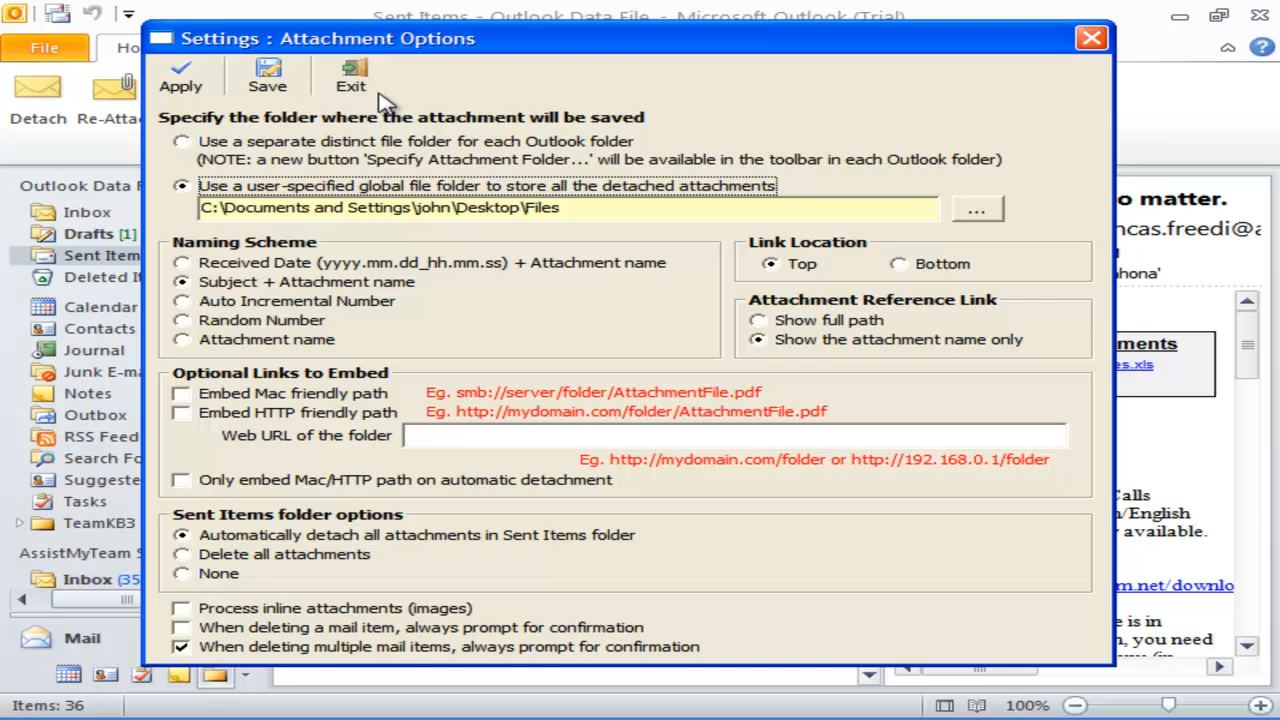 Sent Items - Outlook Data File - Microsoft Outlook (Trial)
File
Ho
Detach
Re-Atta
Settings : Attachment Options
Apply
Save
Exit
Specify the folder where the attachment will be saved
Use a separate distinct file folder for each Outlook folder
(NOTE: a new button 'Specify Attachment Folder...' will be available in the toolbar in each Outlook folder)
Use a user-specified global file folder to store all the detached attachments
C:\Documents and Settings\john\Desktop\Files
...
Naming Scheme
Received Date (yyyy.mm.dd_hh.mm.ss) + Attachment name
Subject + Attachment name
Auto Incremental Number
Random Number
Attachment name
Link Location
Top
Bottom
Attachment Reference Link
Show full path
Show the attachment name only
Optional Links to Embed
Embed Mac friendly path Eg. smb://server/folder/AttachmentFile.pdf
Embed HTTP friendly path Eg. http://mydomain.com/folder/AttachmentFile.pdf
Web URL of the folder
Eg. http://mydomain.com/folder or http://192.168.0.1/folder
Only embed Mac/HTTP path on automatic detachment
Sent Items folder options
Automatically detach all attachments in Sent Items folder
Delete all attachments
None
Process inline attachments (images)
When deleting a mail item, always prompt for confirmation
When deleting multiple mail items, always prompt for confirmation
Outlook Data F
Inbox
Drafts [1]
Sent Item
Deleted I
Calendar
Contacts
Journal
Junk E-ma
Notes
Outbox
RSS Feed
Search Fo
Suggeste
Tasks
TeamKB3
AssistMyTeam S
Inbox (35
Mail
o matter.
ncas.freedi@a
ahona'
ments
es.xls
Calls
n/English
y available.
m.net/downlo
e is in
n, you need
Items: 36
100%